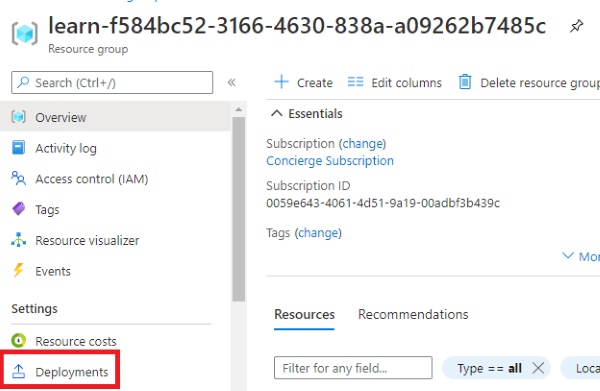 learn-f584bc52-3166-4630-838a-a09262b7485c
Resource group
Search (Ctrl+/)
«
Overview
Activity log
Access control (IAM)
Tags
Resource visualizer
Events
Settings
Resource costs
Deployments
Create
Edit columns
Delete resource group
Essentials
Subscription (change)
Concierge Subscription
Subscription ID
0059e643-4061-4d51-9a19-00adbf3b439c
Tags (change)
Resources
Recommendations
Filter for any field...
Type == all